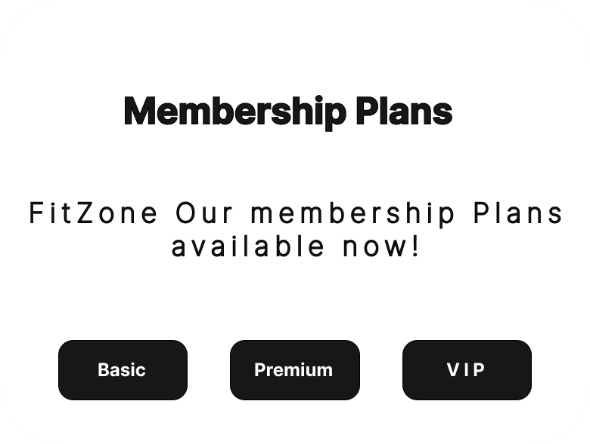 Membership Plans
FitZone Our membership Plans
available now!
Basic Premium VIP